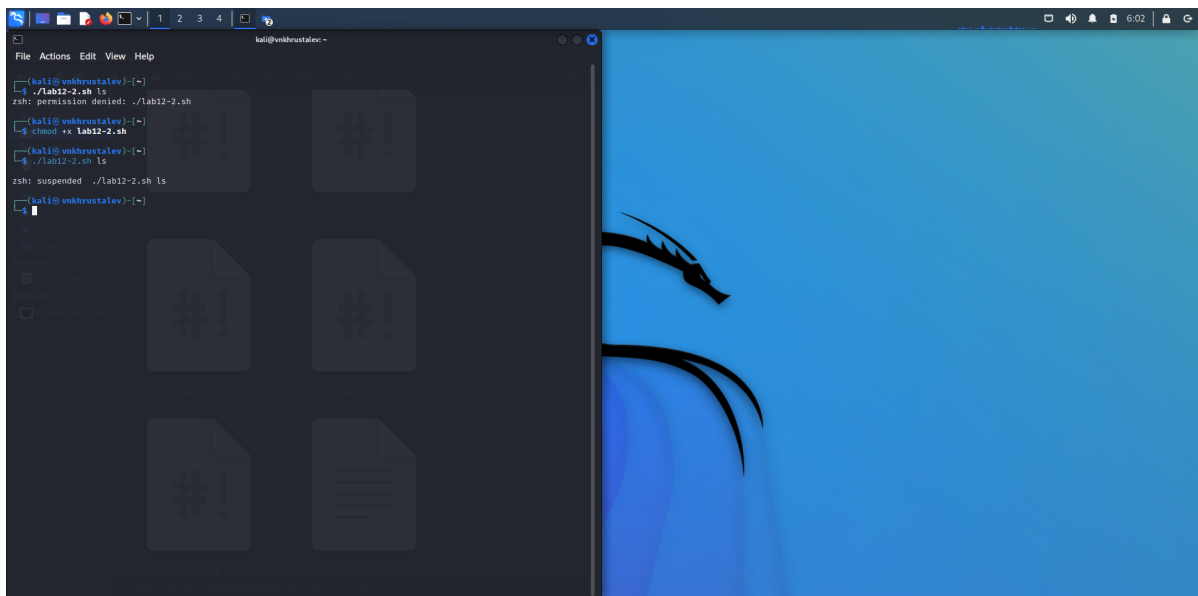 1 2 3 4
2
6:02
kali@vnkhrustalev: ~
File Actions Edit View Help
┌──(kali㉿vnkhrustalev)-[~]
└─$ ./lab12-2.sh ls
zsh: permission denied: ./lab12-2.sh
┌──(kali㉿vnkhrustalev)-[~]
└─$ chmod +x lab12-2.sh
┌──(kali㉿vnkhrustalev)-[~]
└─$ ./lab12-2.sh ls
zsh: suspended  ./lab12-2.sh ls
┌──(kali㉿vnkhrustalev)-[~]
└─$